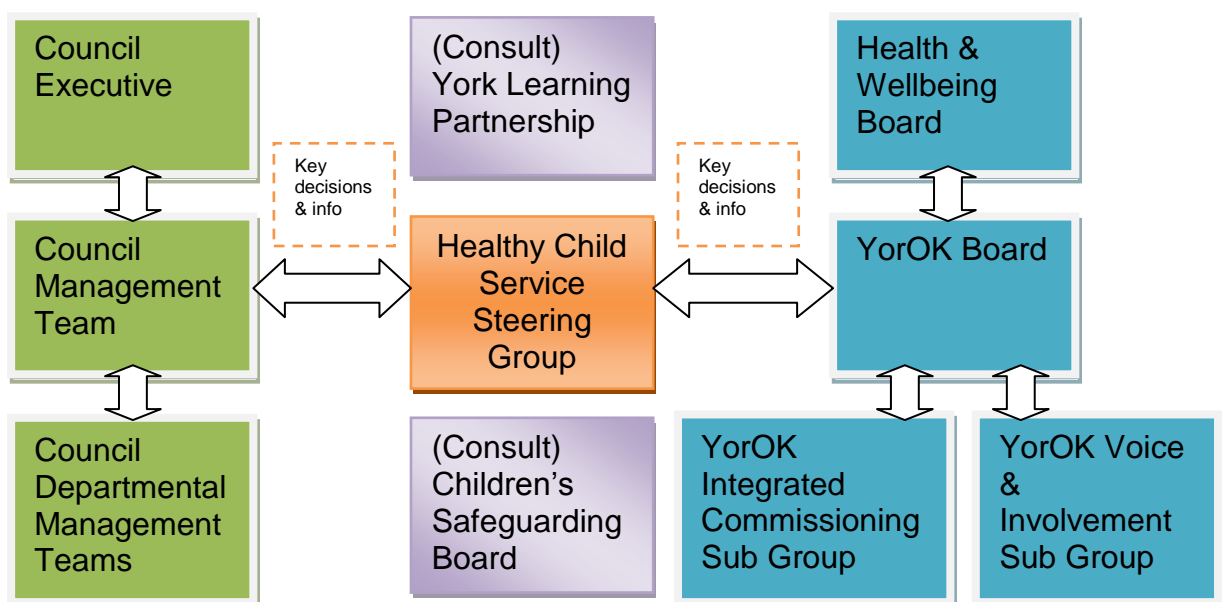 Council
Executive
(Consult)
York Learning
Partnership
Health &
Wellbeing
Board
Key
decisions
& info
Key
decisions
& info
Council
Management
Team
Healthy Child
Service
Steering
Group
YorOK Board
Council
Departmental
Management
Teams
(Consult)
Children’s
Safeguarding
Board
YorOK
Integrated
Commissioning
Sub Group
YorOK Voice
&
Involvement
Sub Group